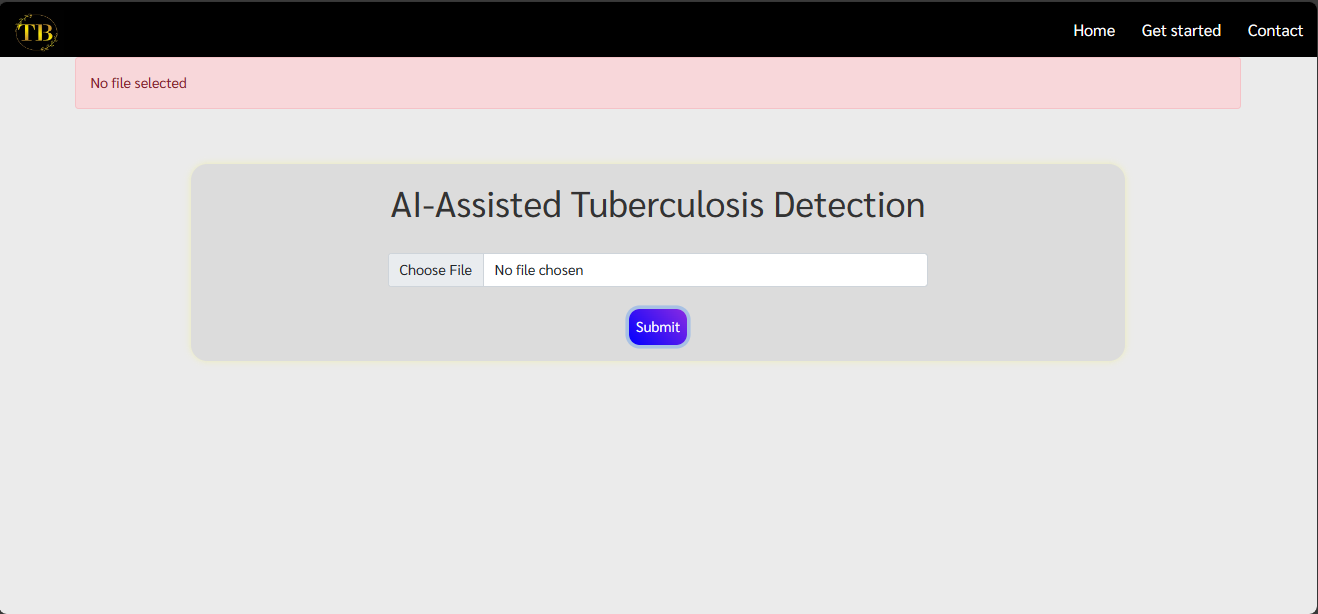 TB
Home Get started Contact
No file selected
AI-Assisted Tuberculosis Detection
Choose File No file chosen
Submit